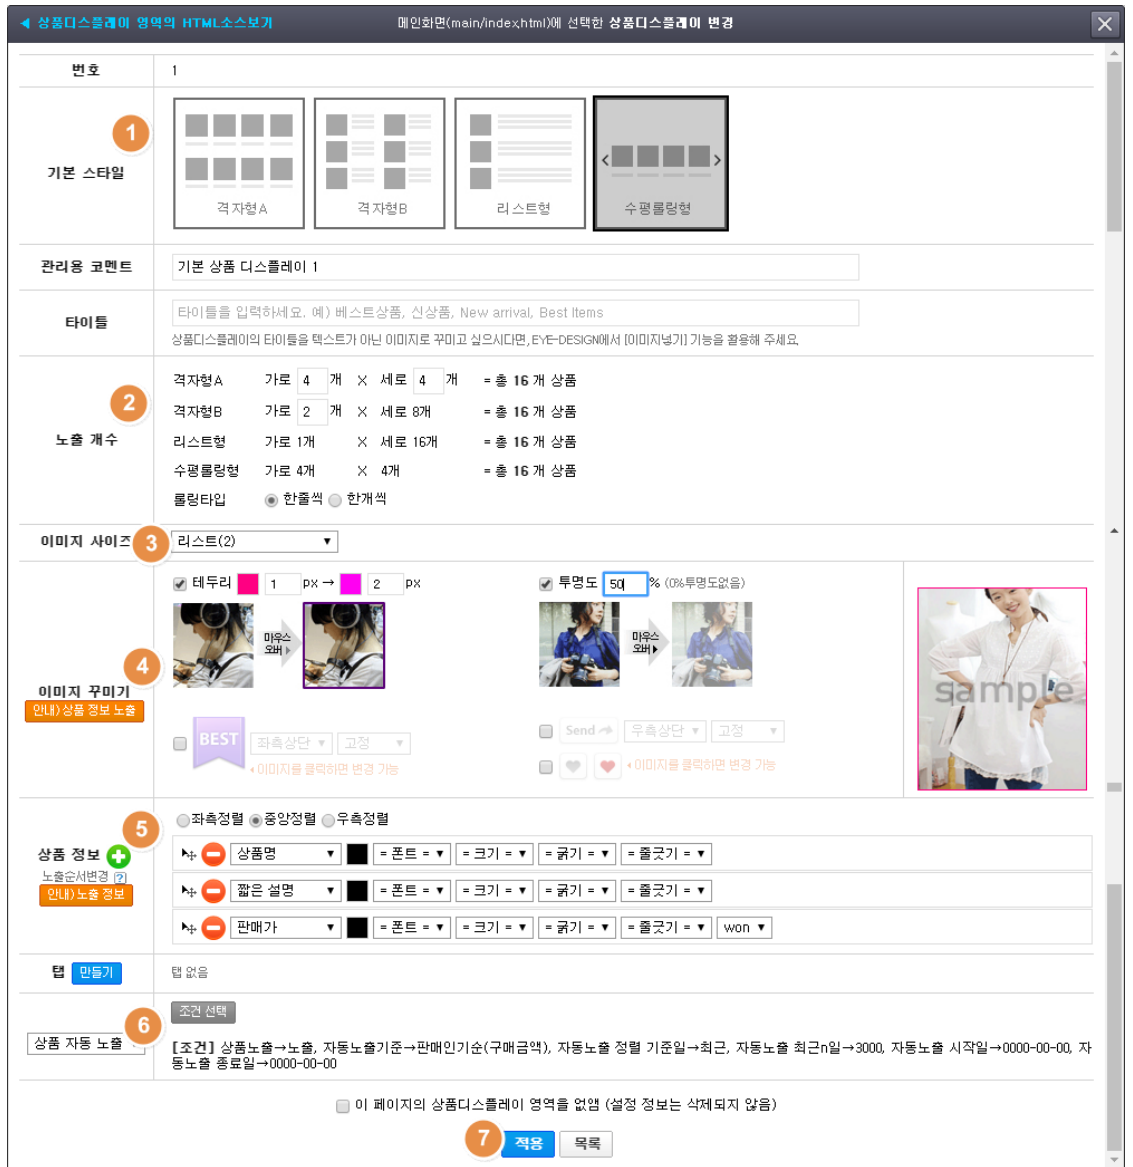 ◀ 상품디스플레이 영역의 HTML소스보기
메인화면(main/index.html)에 선택한 상품디스플레이 변경
번호
1
1
기본 스타일
격자형A
격자형B
리스트형
수평롤링형
관리용 코멘트
기본 상품 디스플레이 1
타이틀
타이틀을 입력하세요. 예) 베스트상품, 신상품, New arrival, Best Items
상품디스플레이의 타이틀을 텍스트가 아닌 이미지로 꾸미고 싶으시다면, EYE-DESIGN에서 [이미지넣기] 기능을 활용해 주세요.
2
노출 개수
격자형A 가로 4 개 X 세로 4 개 = 총 16 개 상품
격자형B 가로 2 개 X 세로 8개 = 총 16 개 상품
리스트형 가로 1개 X 세로 16개 = 총 16 개 상품
수평롤링형 가로 4개 X 4개 = 총 16 개 상품
롤링타입 한줄씩 한개씩
이미지 사이즈
3
리스트(2)
4
이미지 꾸미기
안내) 상품 정보 노출
테두리 1 px → 2 px
마우스
오버
투명도 50 % (0%투명도없음)
마우스
오버
BEST
좌측상단 고정
◂이미지를 클릭하면 변경 가능
Send 우측상단 고정
◂이미지를 클릭하면 변경 가능
sample
5
상품 정보
노출순서변경 [?]
안내) 노출 정보
좌측정렬 중앙정렬 우측정렬
상품명 = 폰트 = = 크기 = = 굵기 = = 줄긋기 =
짧은 설명 = 폰트 = = 크기 = = 굵기 = = 줄긋기 =
판매가 = 폰트 = = 크기 = = 굵기 = = 줄긋기 = won
탭 만들기
탭 없음
6
상품 자동 노출
조건 선택
[조건] 상품노출→노출, 자동노출기준→판매인기순(구매금액), 자동노출 정렬 기준일→최근, 자동노출 최근n일→3000, 자동노출 시작일→0000-00-00, 자
동노출 종료일→0000-00-00
이 페이지의 상품디스플레이 영역을 없앰 (설정 정보는 삭제되지 않음)
7
적용
목록